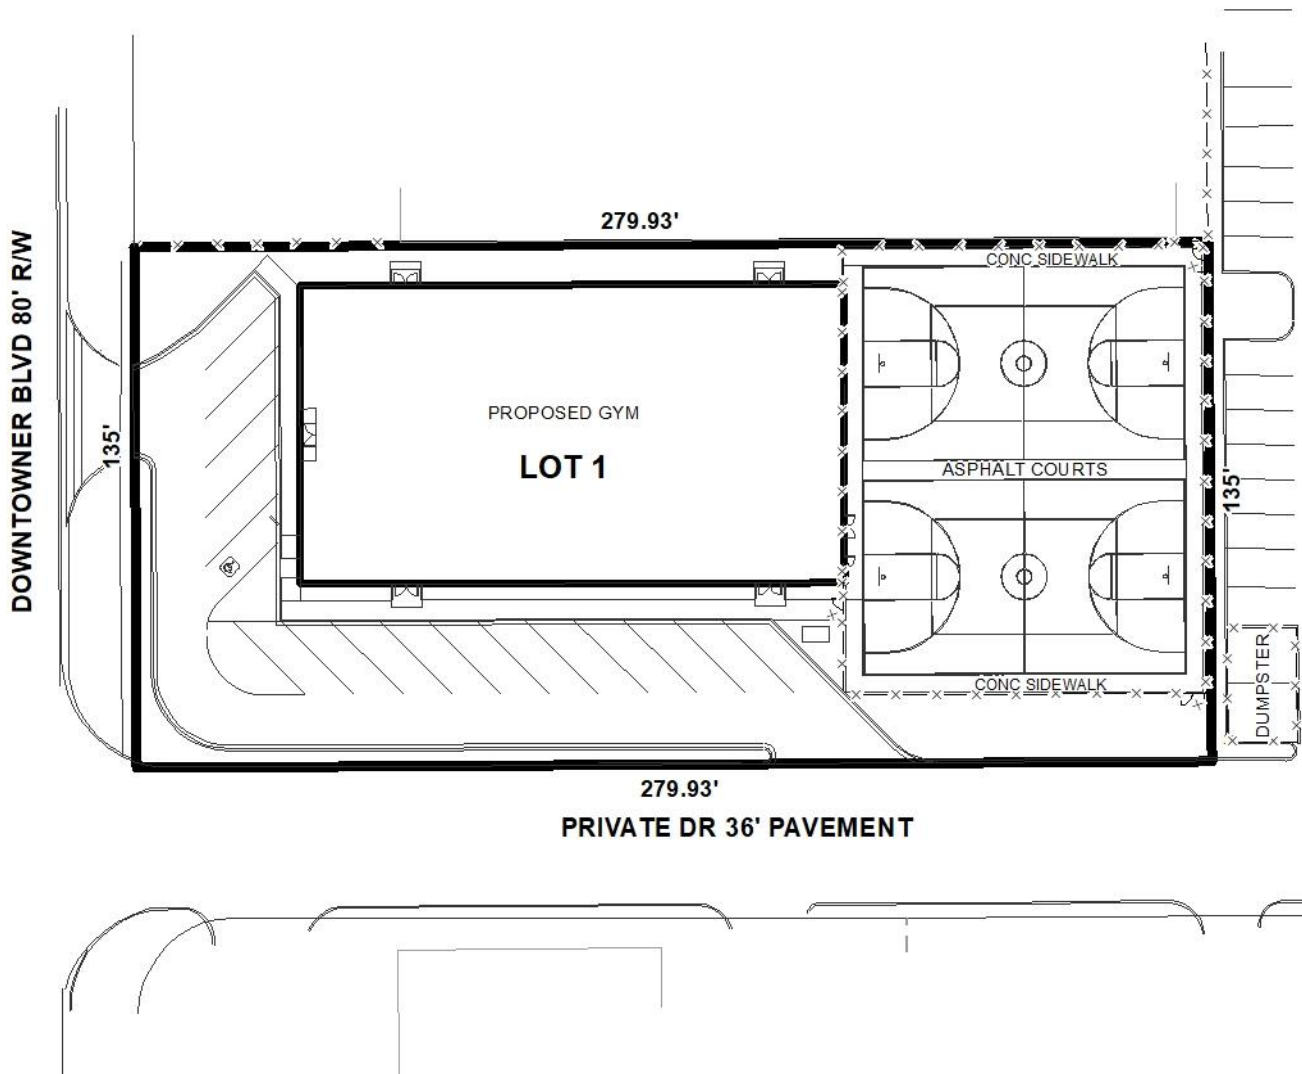 279.93'
CONC SIDEWALK
DOWNTOWNER BLVD 80' R/W
135'
PROPOSED GYM
LOT 1
ASPHALT COURTS
135'
CONC SIDEWALK
DUMPSTER
279.93'
PRIVATE DR 36' PAVEMENT